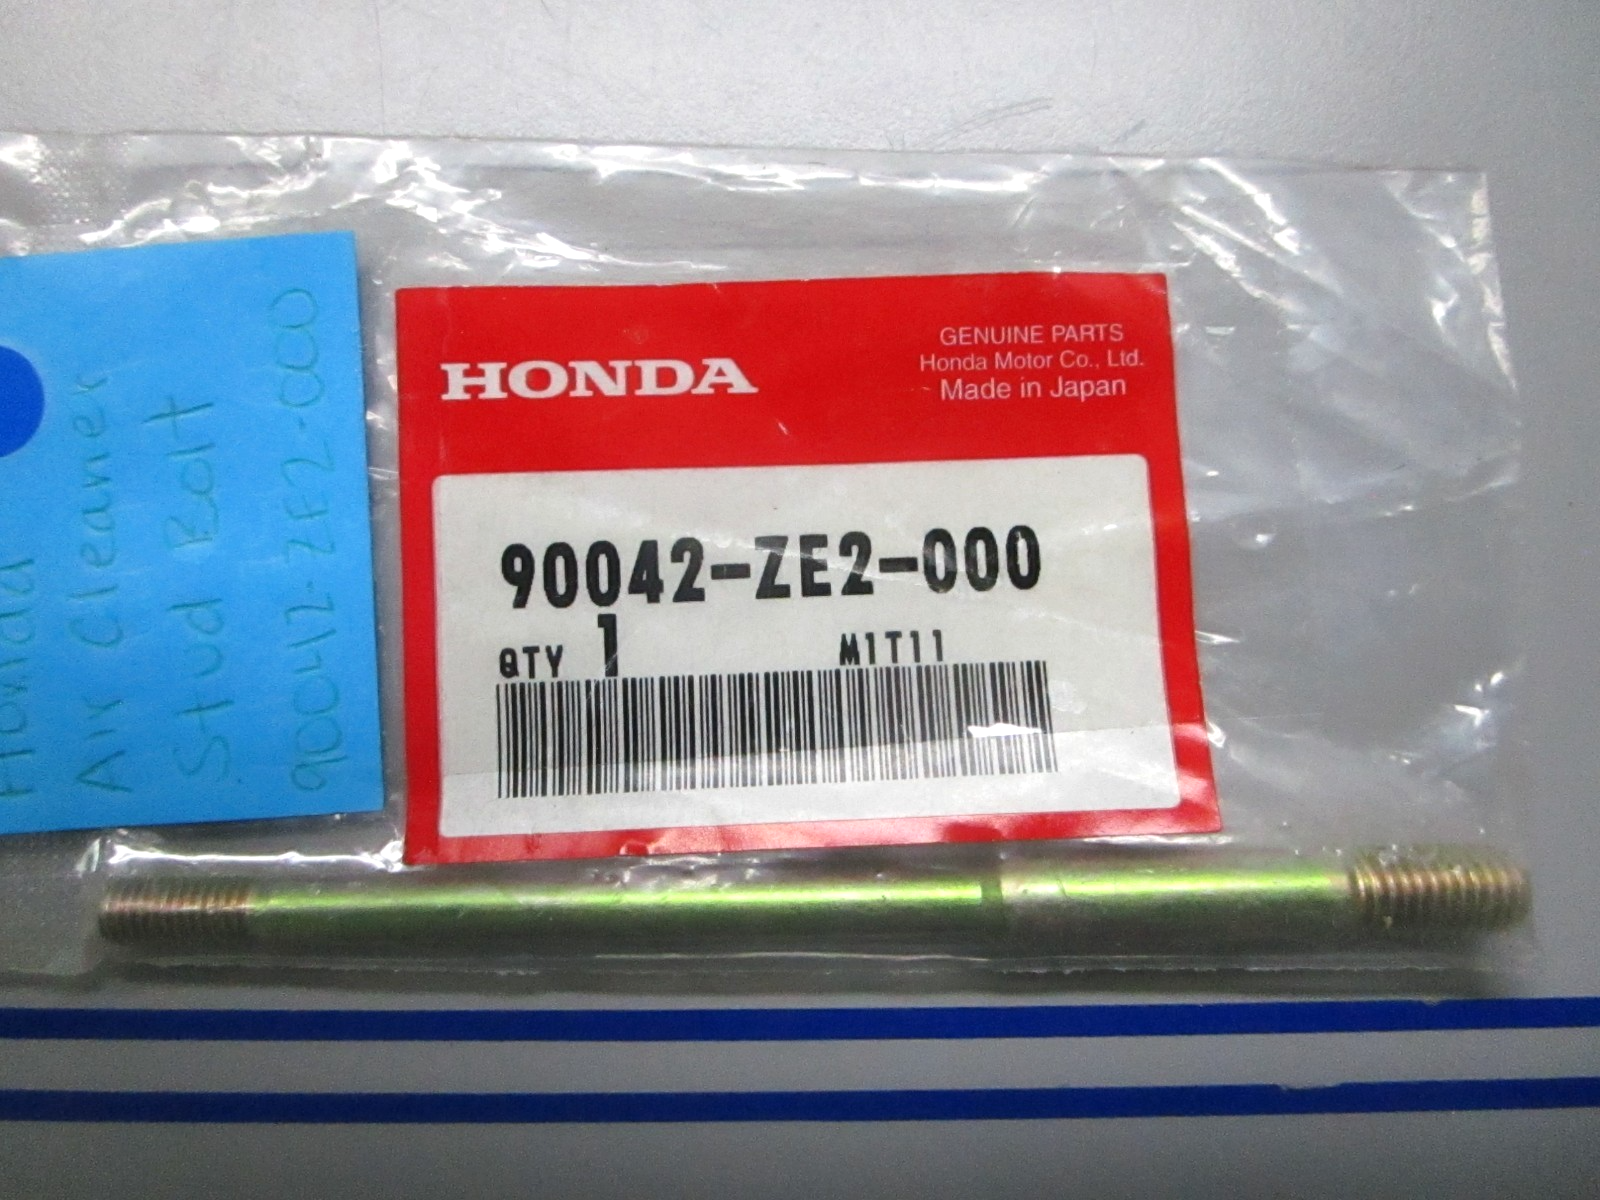 Honda
Air Cleaner
Stud Bolt
90042-ZE2-000
HONDA
GENUINE PARTS
Honda Motor Co., Ltd.
Made in Japan
90042-ZE2-000
QTY 1 M1T11